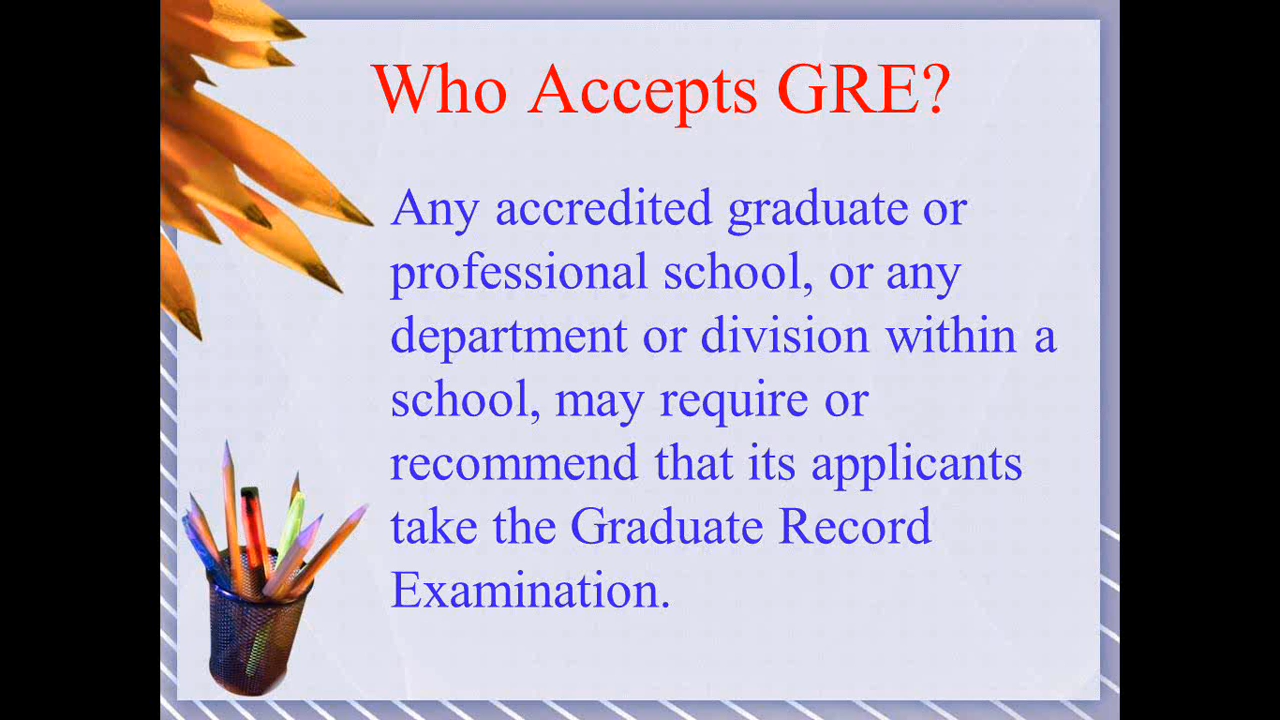 Who Accepts GRE?
Any accredited graduate or
professional school, or any
department or division within a
school, may require or
recommend that its applicants
take the Graduate Record
Examination.